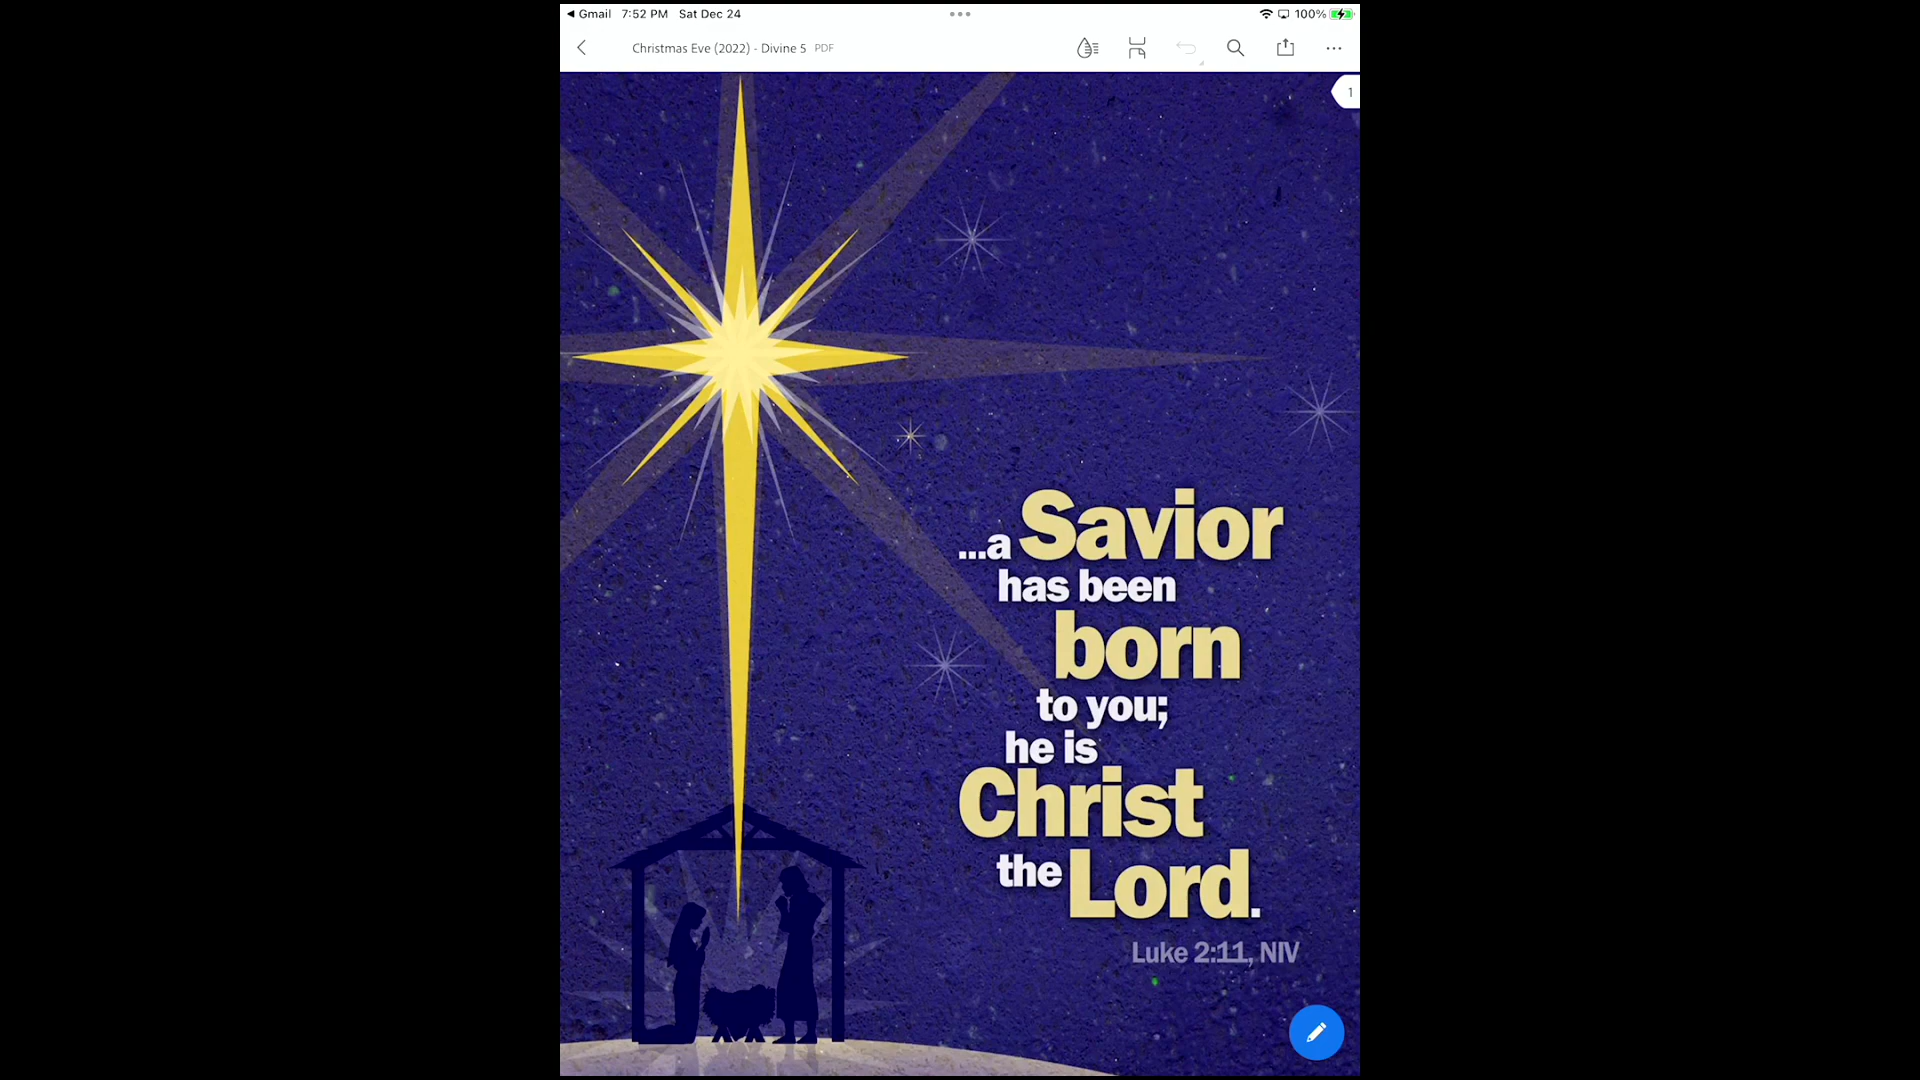 Gmail 7:52 PM Sat Dec 24 100%
Christmas Eve (2022) - Divine 5 PDF
1
...a Savior
has been
born
to you;
he is
Christ
the Lord.
Luke 2:11, NIV